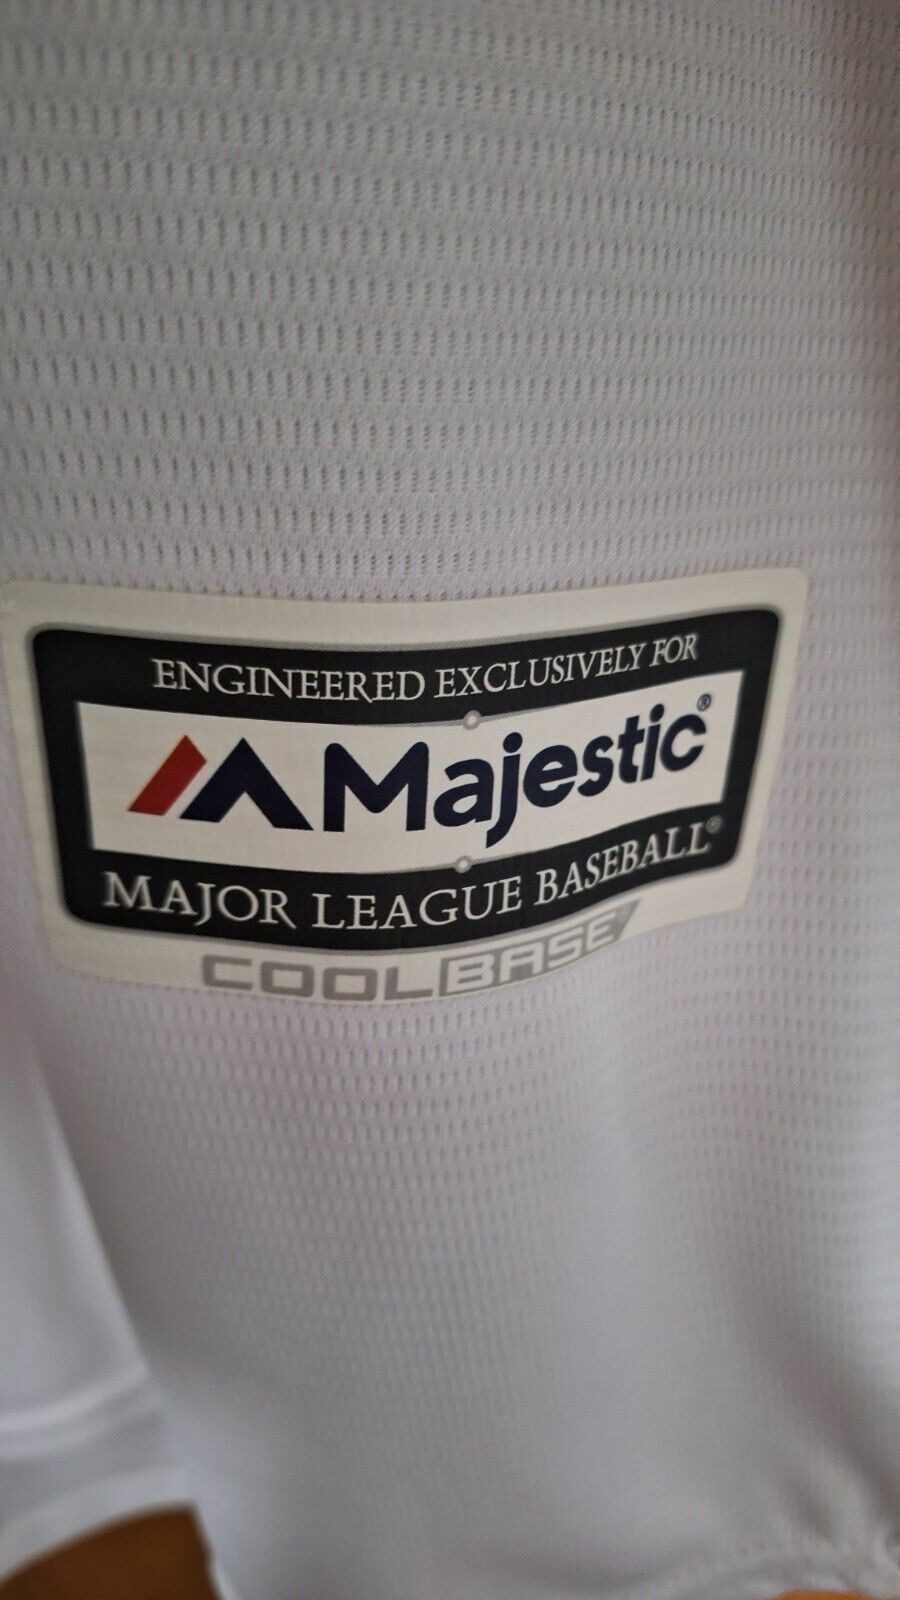 ENGINEERED EXCLUSIVELY FOR
Majestic®
MAJOR LEAGUE BASEBALL®
COOLBASE